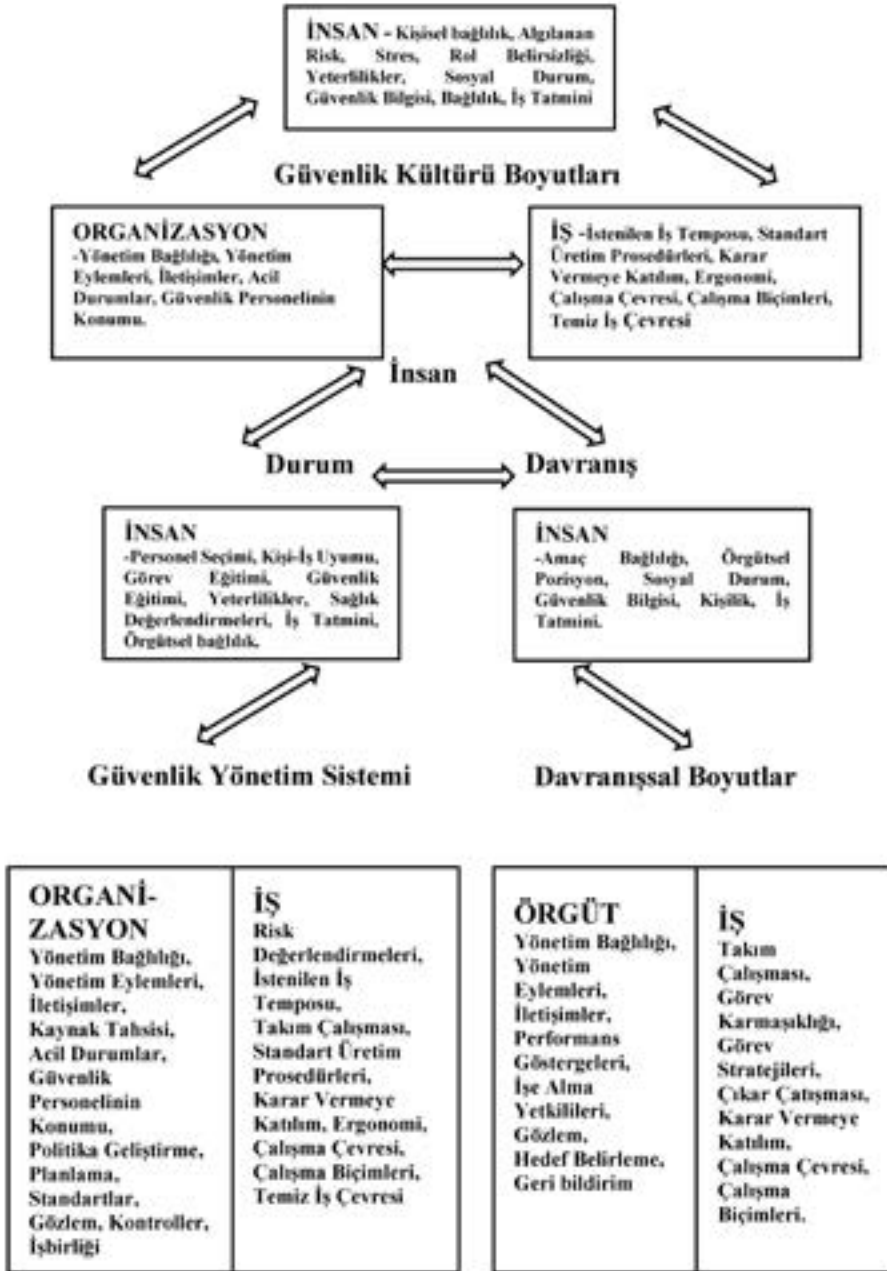 İNSAN - Kişisel bağlılık, Algılanan
Risk, Stres, Rol Belirsizliği,
Yeterlilikler, Sosyal Durum,
Güvenlik Bilgisi, Bağlılık, İş Tatmini
Güvenlik Kültürü Boyutları
ORGANİZASYON
-Yönetim Bağlılığı, Yönetim
Eylemleri, İletişimler, Acil
Durumlar, Güvenlik Personelinin
Konumu.
İŞ -İstenilen İş Temposu, Standart
Üretim Prosedürleri, Karar
Vermeye Katılım, Ergonomi,
Çalışma Çevresi, Çalışma Biçimleri,
Temiz İş Çevresi
İnsan
Durum
Davranış
İNSAN
-Personel Seçimi, Kişi-İş Uyumu,
Görev Eğitimi, Güvenlik
Eğitimi, Yeterlilikler, Sağlık
Değerlendirmeleri, İş Tatmini,
Örgütsel bağlılık.
İNSAN
-Amaç Bağlılığı, Örgütsel
Pozisyon, Sosyal Durum,
Güvenlik Bilgisi, Kişilik, İş
Tatmini.
Güvenlik Yönetim Sistemi
Davranışsal Boyutlar
ORGANİ-
ZASYON
Yönetim Bağlılığı,
Yönetim Eylemleri,
İletişimler,
Kaynak Tahsisi,
Acil Durumlar,
Güvenlik
Personelinin
Konumu,
Politika Geliştirme,
Planlama,
Standartlar,
Gözlem, Kontroller,
İşbirliği
İŞ
Risk
Değerlendirmeleri,
İstenilen İş
Temposu,
Takım Çalışması,
Standart Üretim
Prosedürleri,
Karar Vermeye
Katılım, Ergonomi,
Çalışma Çevresi,
Çalışma Biçimleri,
Temiz İş Çevresi
ÖRGÜT
Yönetim Bağlılığı,
Yönetim
Eylemleri,
İletişimler,
Performans
Göstergeleri,
İşe Alma
Yetkilileri,
Gözlem,
Hedef Belirleme,
Geri bildirim
İŞ
Takım
Çalışması,
Görev
Karmaşıklığı,
Görev
Stratejileri,
Çıkar Çatışması,
Karar Vermeye
Katılım,
Çalışma Çevresi,
Çalışma
Biçimleri.